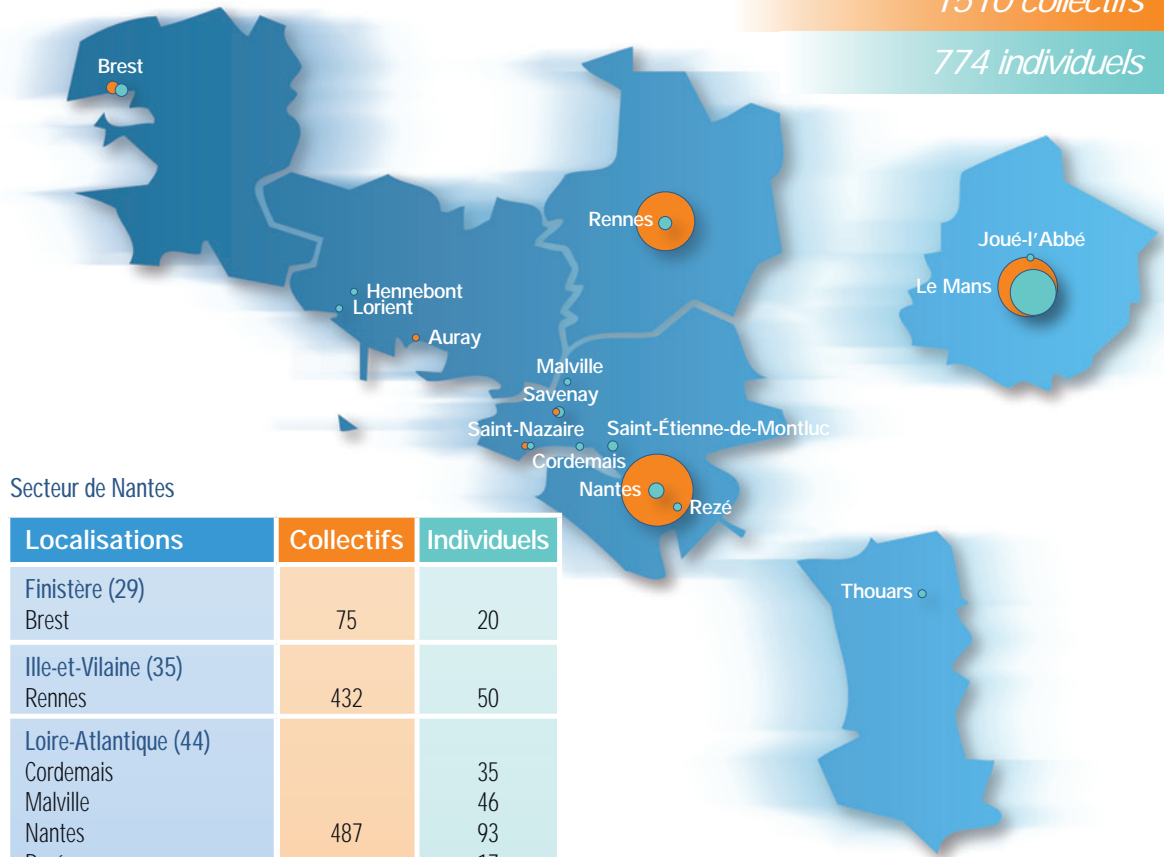 1510 collectifs
774 individuels
Brest
Rennes
Joué-l'Abbé
Le Mans
Hennebont
Lorient
Auray
Malville
Savenay
Saint-Nazaire
Saint-Étienne-de-Montluc
Cordemais
Nantes
Rezé
Thouars
Secteur de Nantes
Localisations Collectifs Individuels
Finistère (29)
Brest 75 20
Ille-et-Vilaine (35)
Rennes 432 50
Loire-Atlantique (44)
Cordemais 35
Malville 46
Nantes 487 93